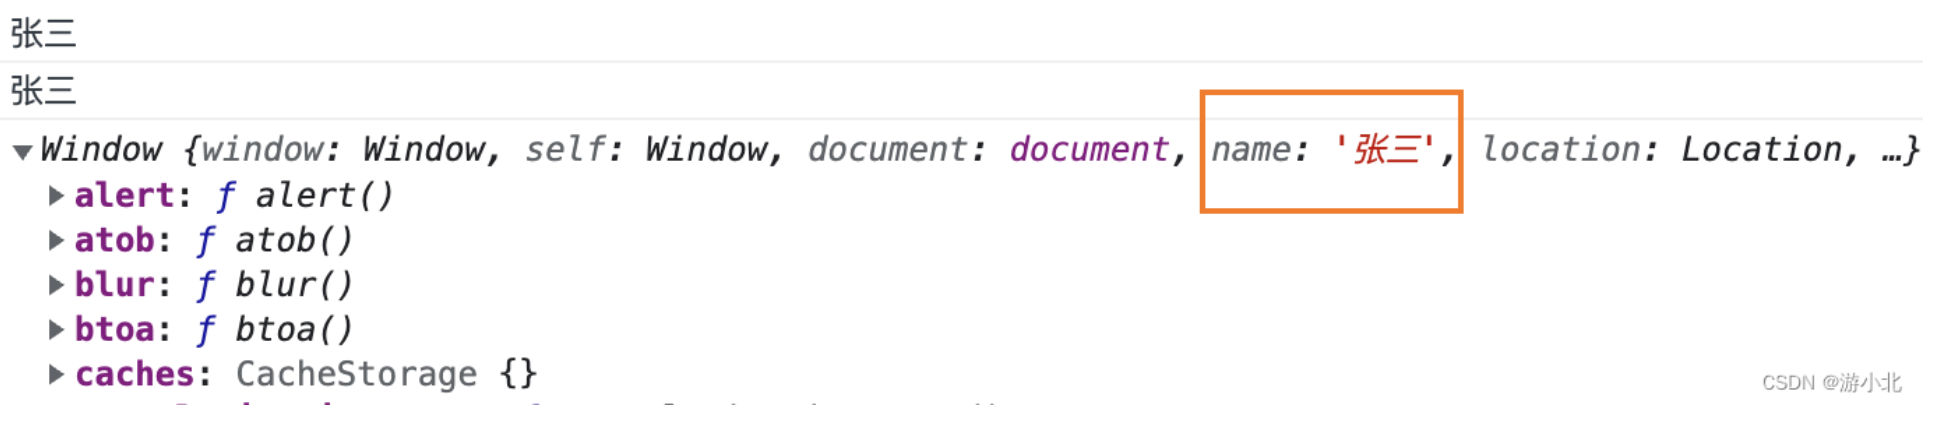 张三
张三
▼Window {window: Window, self: Window, document: document, name: '张三', location: Location, …}
▶ alert: ƒ alert()
▶ atob: ƒ atob()
▶ blur: ƒ blur()
▶ btoa: ƒ btoa()
▶ caches: CacheStorage {}
CSDN @游小北